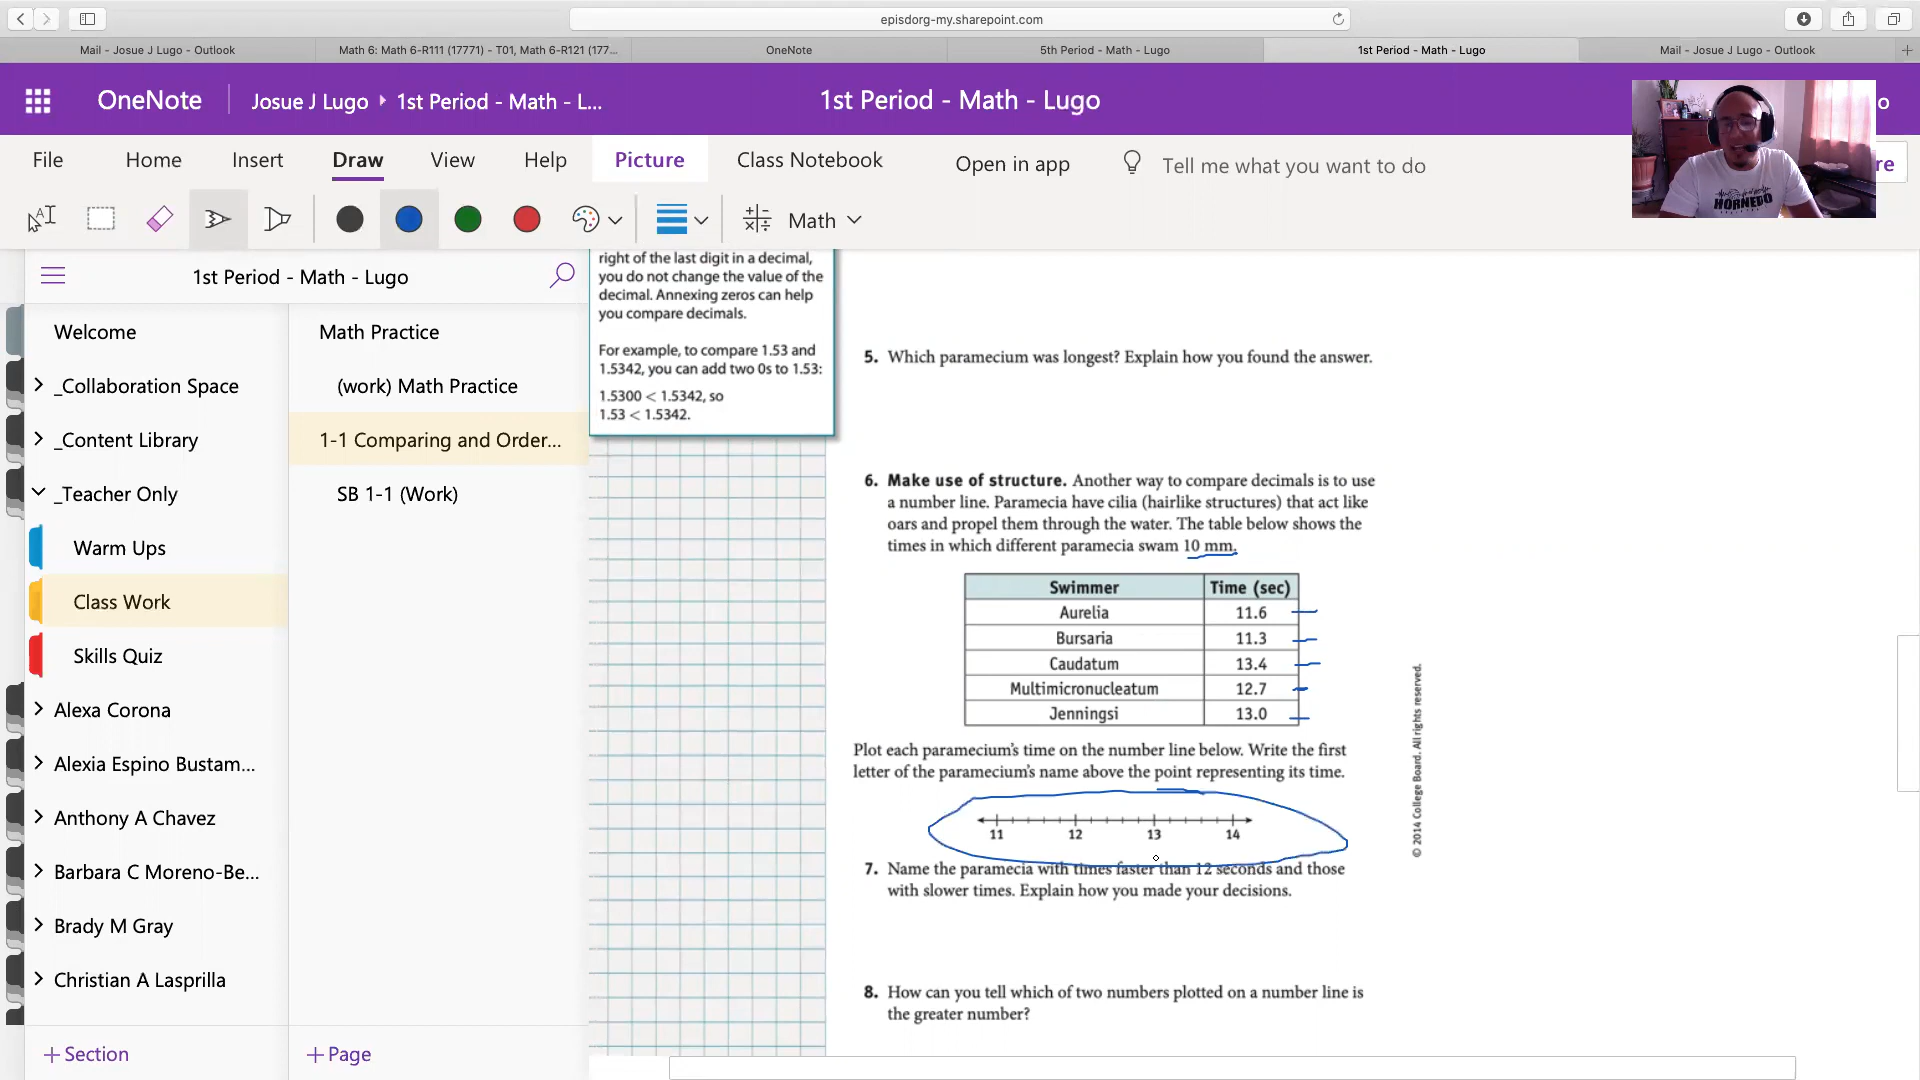 episdorg-my.sharepoint.com
Mail - Josue J Lugo - Outlook
Math 6: Math 6-R111 (17771) - T01, Math 6-R121 (177...
OneNote
5th Period - Math - Lugo
1st Period - Math - Lugo
Mail - Josue J Lugo - Outlook
OneNote
Josue J Lugo
1st Period - Math - L...
1st Period - Math - Lugo
o
HORNEDO
File
Home
Insert
Draw
View
Help
Picture
Class Notebook
Open in app
Tell me what you want to do
re
Math
1st Period - Math - Lugo
Welcome
_Collaboration Space
_Content Library
_Teacher Only
Warm Ups
Class Work
Skills Quiz
Alexa Corona
Alexia Espino Bustam...
Anthony A Chavez
Barbara C Moreno-Be...
Brady M Gray
Christian A Lasprilla
+ Section
Math Practice
(work) Math Practice
1-1 Comparing and Order...
SB 1-1 (Work)
+ Page
right of the last digit in a decimal,
you do not change the value of the
decimal. Annexing zeros can help
you compare decimals.
For example, to compare 1.53 and
1.5342, you can add two 0s to 1.53:
1.5300 < 1.5342, so
1.53 < 1.5342.
5. Which paramecium was longest? Explain how you found the answer.
6. Make use of structure. Another way to compare decimals is to use
a number line. Paramecia have cilia (hairlike structures) that act like
oars and propel them through the water. The table below shows the
times in which different paramecia swam 10 mm.
Swimmer Time (sec)
Aurelia 11.6
Bursaria 11.3
Caudatum 13.4
Multimicronucleatum 12.7
Jenningsi 13.0
Plot each paramecium's time on the number line below. Write the first
letter of the paramecium's name above the point representing its time.
11 12 13 14
7. Name the paramecia with times faster than 12 seconds and those
with slower times. Explain how you made your decisions.
8. How can you tell which of two numbers plotted on a number line is
the greater number?
© 2014 College Board. All rights reserved.